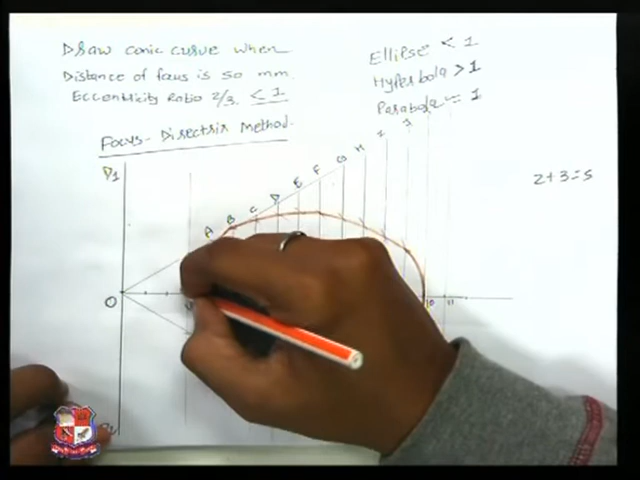 Draw conic curve when
Distance of focus is 50 mm.
Eccentricity Ratio 2/3. < 1
Ellipse < 1
Hyperbola > 1
Parabola = 1
Focus - Directrix Method.
2+3=5
D1
A B C D E F G H I J
O
10 11